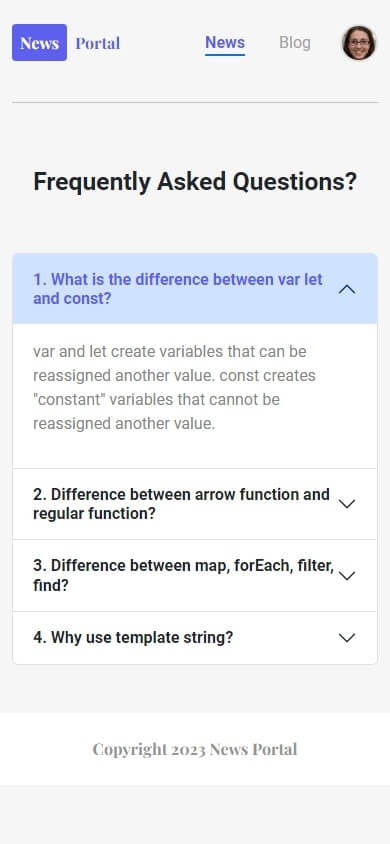 News Portal News Blog
Frequently Asked Questions?
1. What is the difference between var let
and const?
var and let create variables that can be
reassigned another value. const creates
"constant" variables that cannot be
reassigned another value.
2. Difference between arrow function and
regular function?
3. Difference between map, forEach, filter,
find?
4. Why use template string?
Copyright 2023 News Portal